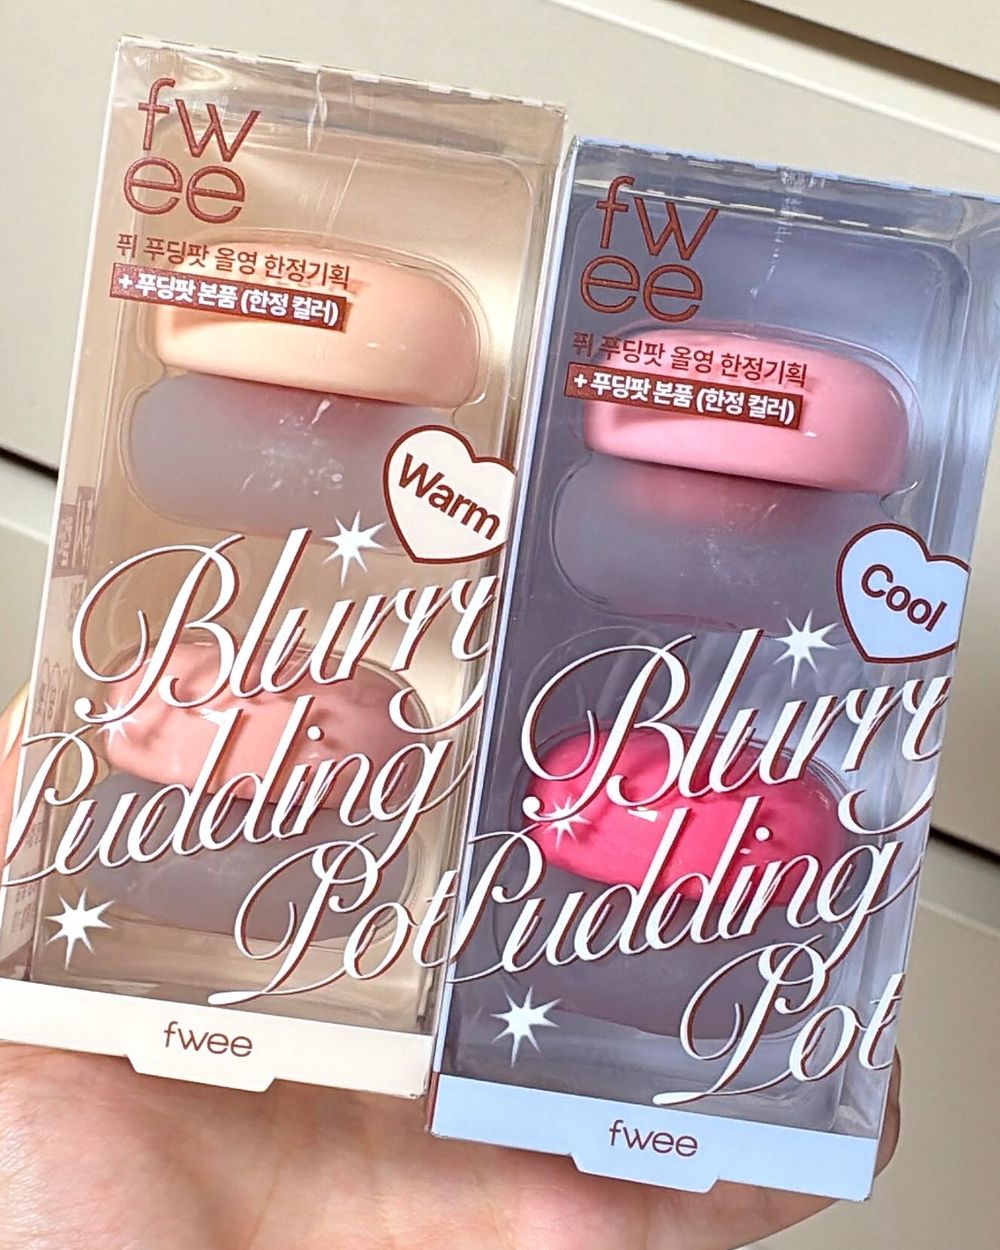 fw
ee
퓌 푸딩팟 올영 한정기획
+ 푸딩팟 본품 (한정 컬러)
Warm
Blurry
Pudding
Pot
fwee
fw
ee
퓌 푸딩팟 올영 한정기획
+ 푸딩팟 본품 (한정 컬러)
Cool
Blurry
Pudding
Pot
fwee